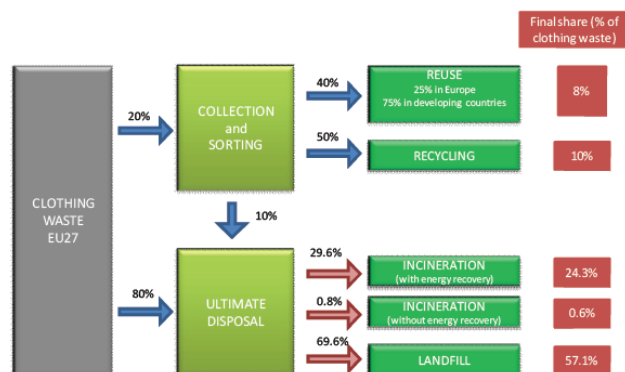 Final share (% of
clothing waste)
CLOTHING
WASTE
EU27
20%
80%
COLLECTION
and
SORTING
10%
ULTIMATE
DISPOSAL
40%
REUSE
25% in Europe
75% in developing countries
8%
50%
RECYCLING
10%
29.6%
INCINERATION
(with energy recovery)
24.3%
0.8%
INCINERATION
(without energy recovery)
0.6%
69.6%
LANDFILL
57.1%